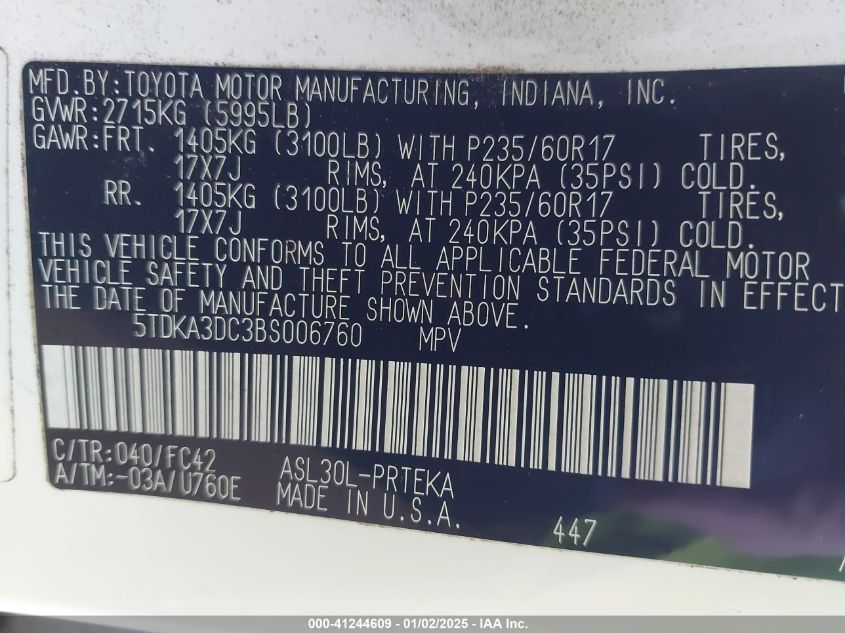 MFD.BY:TOYOTA MOTOR MANUFACTURING, INDIANA, INC.
GVWR:2715KG (5995LB)
GAWR:FRT. 1405KG (3100LB) WITH P235/60R17 TIRES,
17X7J RIMS, AT 240KPA (35PSI) COLD.
RR. 1405KG (3100LB) WITH P235/60R17 TIRES,
17X7J RIMS, AT 240KPA (35PSI) COLD.
THIS VEHICLE CONFORMS TO ALL APPLICABLE FEDERAL MOTOR
VEHICLE SAFETY AND THEFT PREVENTION STANDARDS IN EFFECT
THE DATE OF MANUFACTURE SHOWN ABOVE.
5TDKA3DC3BS006760 MPV
C/TR:040/FC42 ASL30L-PRTEKA
A/TM:-03A/U760E MADE IN U.S.A.
447
000-41244609 - 01/02/2025 - IAA Inc.